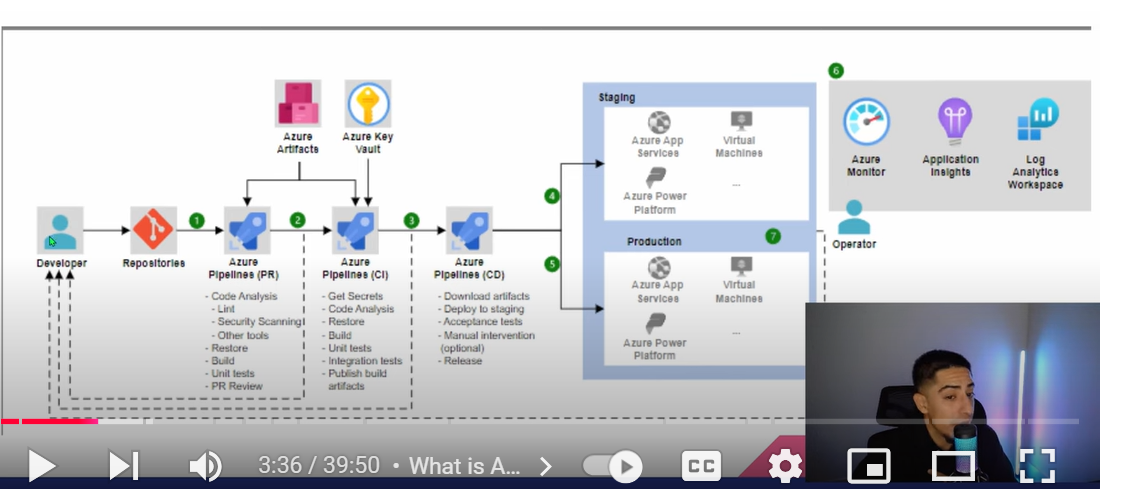 Azure
Artifacts
Azure Key
Vault
Staging
Azure App
Services
Virtual
Machines
Azure Power
Platform
...
6
Azure
Monitor
Application
Insights
Log
Analytics
Workspace
1
2
3
4
5
Developer
Repositories
Azure
Pipelines (PR)
- Code Analysis
- Lint
- Security Scanning
- Other tools
- Restore
- Build
- Unit tests
- PR Review
Azure
Pipelines (CI)
- Get Secrets
- Code Analysis
- Restore
- Build
- Unit tests
- Integration tests
- Publish build
artifacts
Azure
Pipelines (CD)
- Download artifacts
- Deploy to staging
- Acceptance tests
- Manual intervention
(optional)
- Release
Production
7
Azure App
Services
Virtual
Machines
Azure Power
Platform
...
Operator
3:36 / 39:50 • What is A...
CC